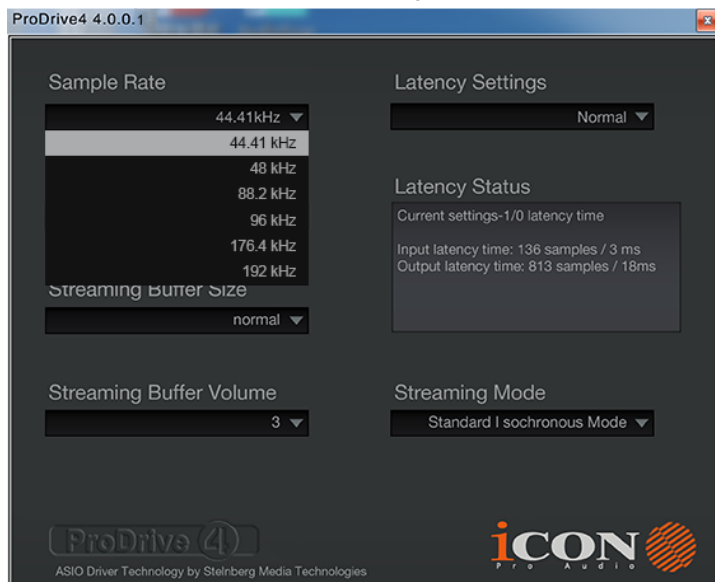 ProDrive4 4.0.0.1
Sample Rate
44.41kHz
44.41 kHz
48 kHz
88.2 kHz
96 kHz
176.4 kHz
192 kHz
Streaming Buffer Size
normal
Streaming Buffer Volume
3
Latency Settings
Normal
Latency Status
Current settings-1/0 latency time
Input latency time: 136 samples / 3 ms
Output latency time: 813 samples / 18ms
Streaming Mode
Standard I sochronous Mode
ProDrive 4
ASIO Driver Technology by Stelnberg Media Technologies
iCON
Pro Audio